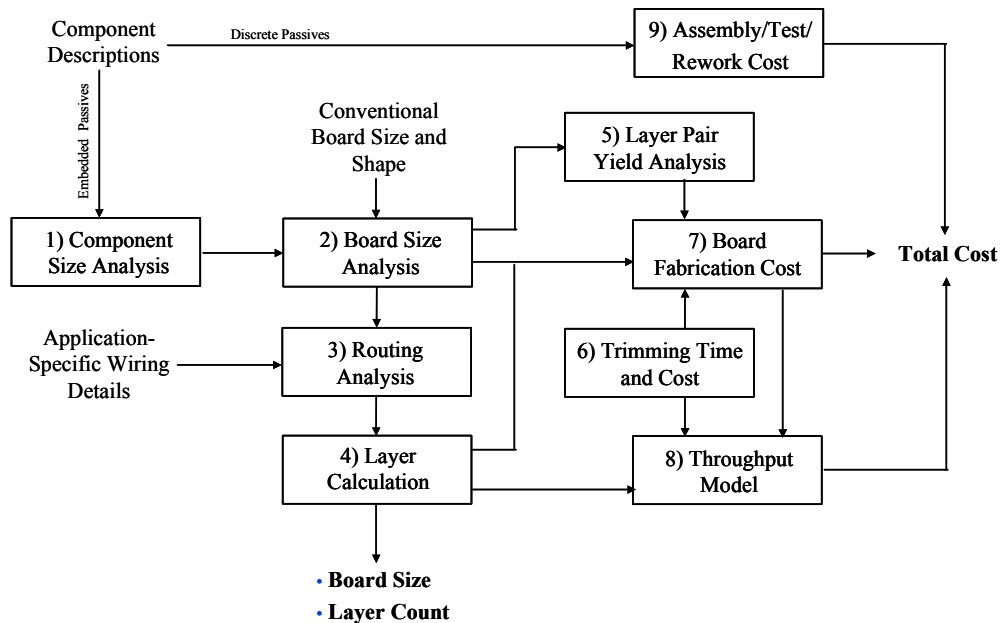 Component
Descriptions
Discrete Passives
9) Assembly/Test/
Rework Cost
Embedded Passives
Conventional
Board Size and
Shape
5) Layer Pair
Yield Analysis
1) Component
Size Analysis
2) Board Size
Analysis
7) Board
Fabrication Cost
Total Cost
Application-
Specific Wiring
Details
3) Routing
Analysis
6) Trimming Time
and Cost
4) Layer
Calculation
8) Throughput
Model
• Board Size
• Layer Count